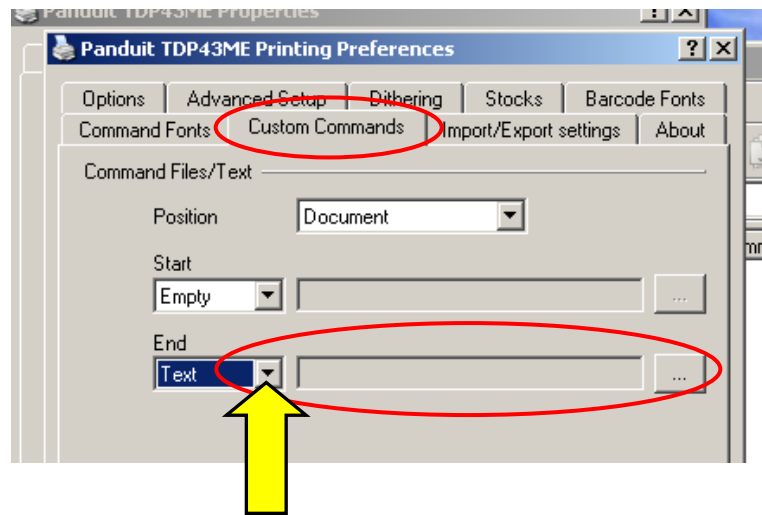 Panduit TDP43ME Properties
Panduit TDP43ME Printing Preferences
Options Advanced Setup Dithering Stocks Barcode Fonts
Command Fonts Custom Commands Import/Export settings About
Command Files/Text
Position Document
Start
Empty ...
End
Text ...